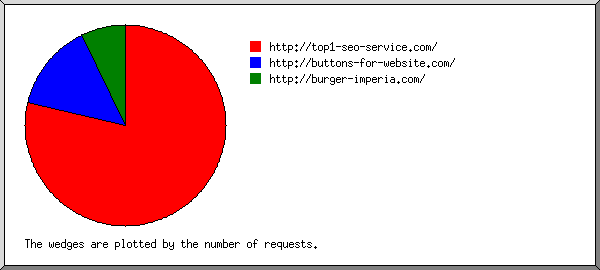 http://top1-seo-service.com/
http://buttons-for-website.com/
http://burger-imperia.com/
The wedges are plotted by the number of requests.